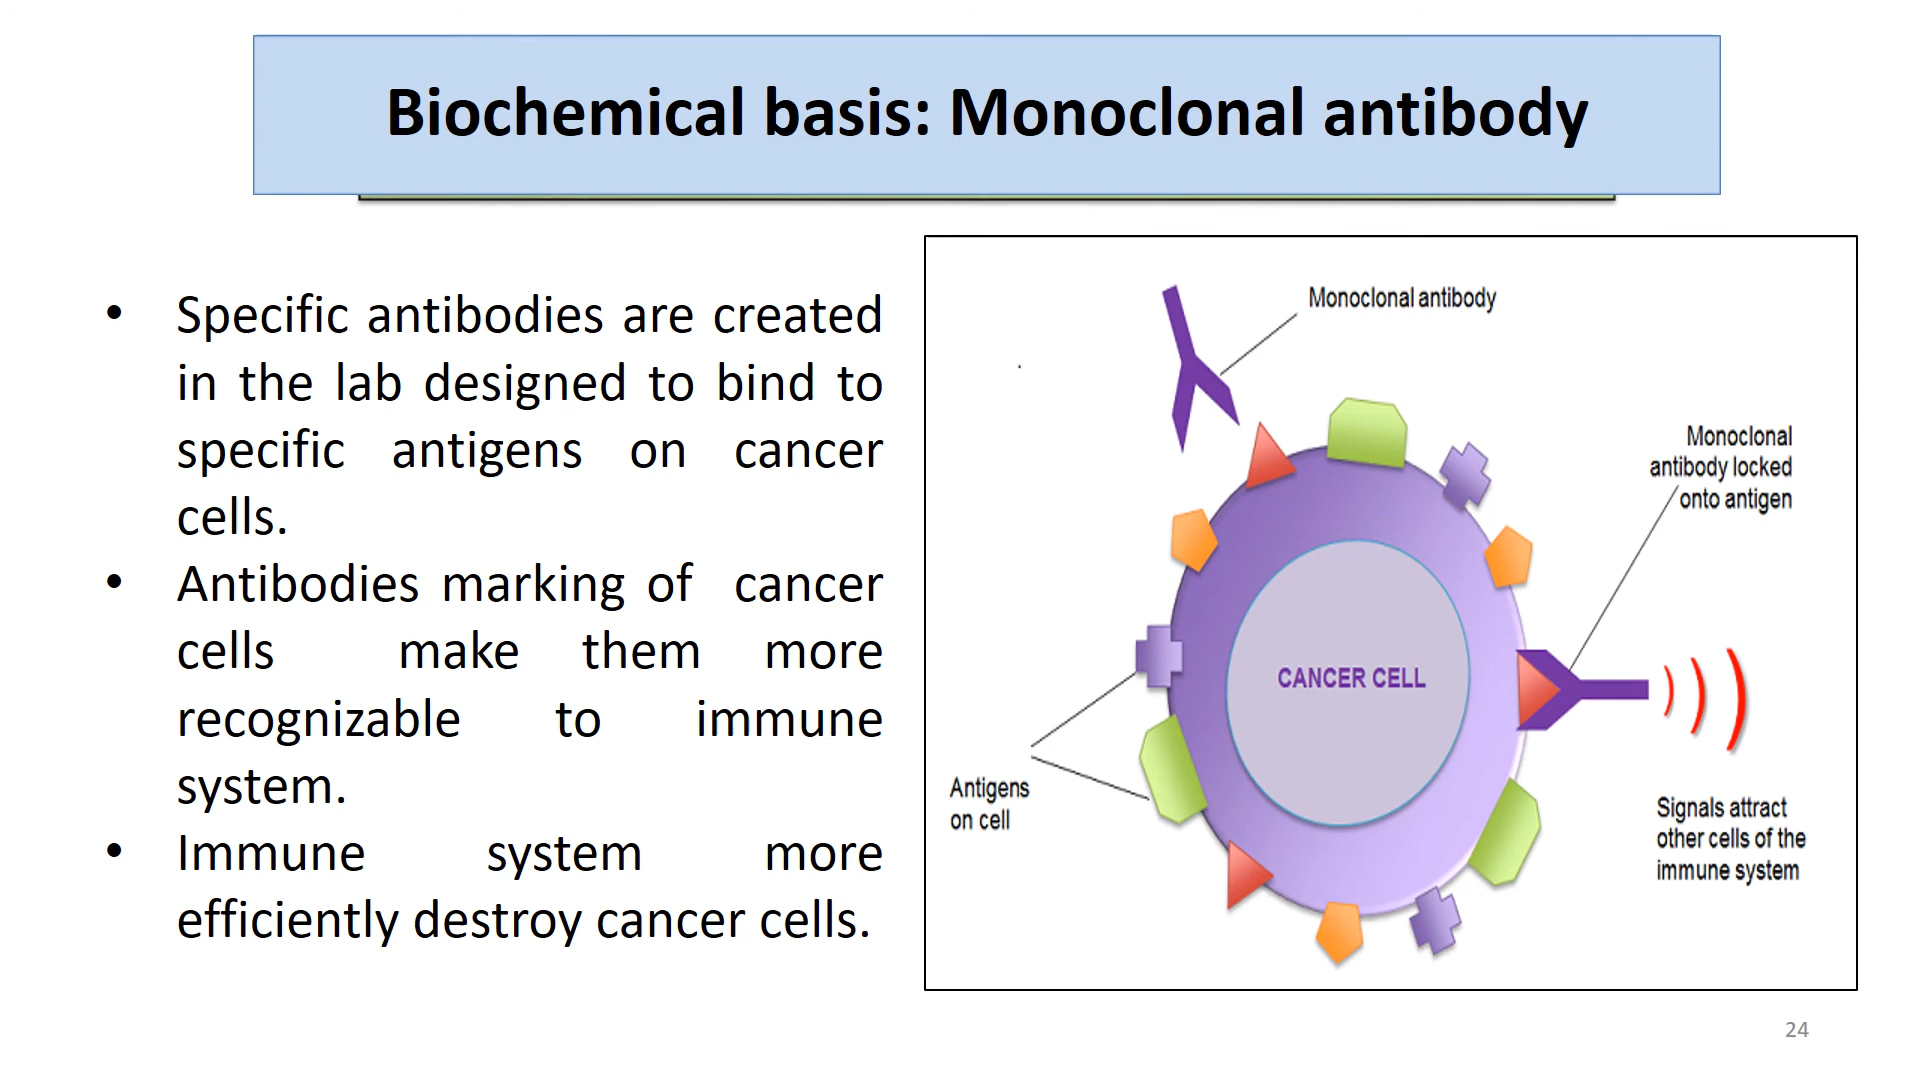 Biochemical basis: Monoclonal antibody
• Specific antibodies are created
in the lab designed to bind to
specific antigens on cancer
cells.
• Antibodies marking of cancer
cells make them more
recognizable to immune
system.
• Immune system more
efficiently destroy cancer cells.
Monoclonal antibody
Monoclonal
antibody locked
onto antigen
CANCER CELL
Antigens
on cell
Signals attract
other cells of the
immune system
24